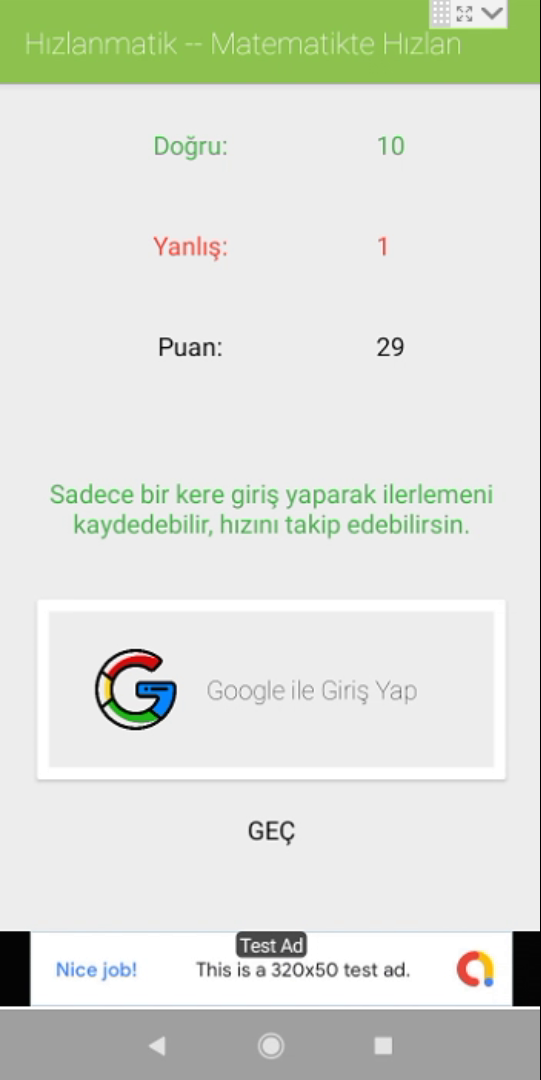 Hızlanmatik -- Matematikte Hızlan
Doğru: 10
Yanlış: 1
Puan: 29
Sadece bir kere giriş yaparak ilerlemeni
kaydedebilir, hızını takip edebilirsin.
Google ile Giriş Yap
GEÇ
Test Ad
Nice job! This is a 320x50 test ad.